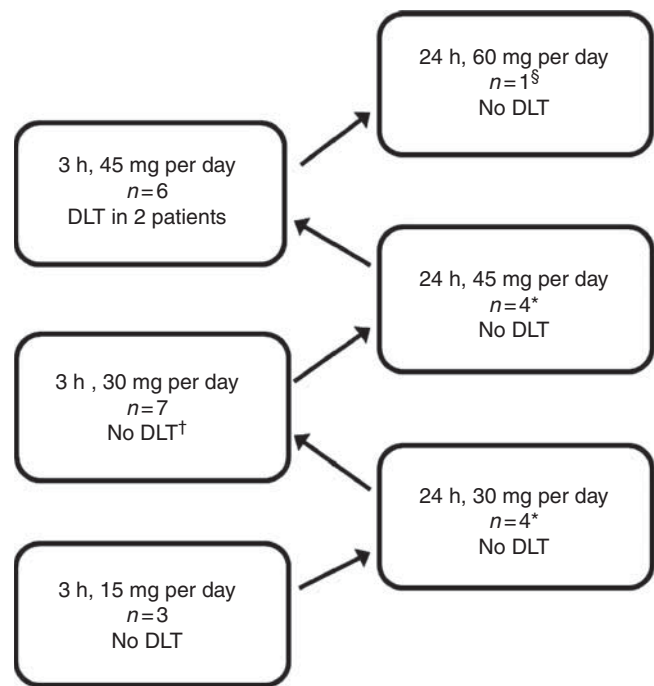 24 h, 60 mg per day
n=1§
No DLT
3 h, 45 mg per day
n=6
DLT in 2 patients
24 h, 45 mg per day
n=4*
No DLT
3 h , 30 mg per day
n=7
No DLT†
24 h, 30 mg per day
n=4*
No DLT
3 h, 15 mg per day
n=3
No DLT